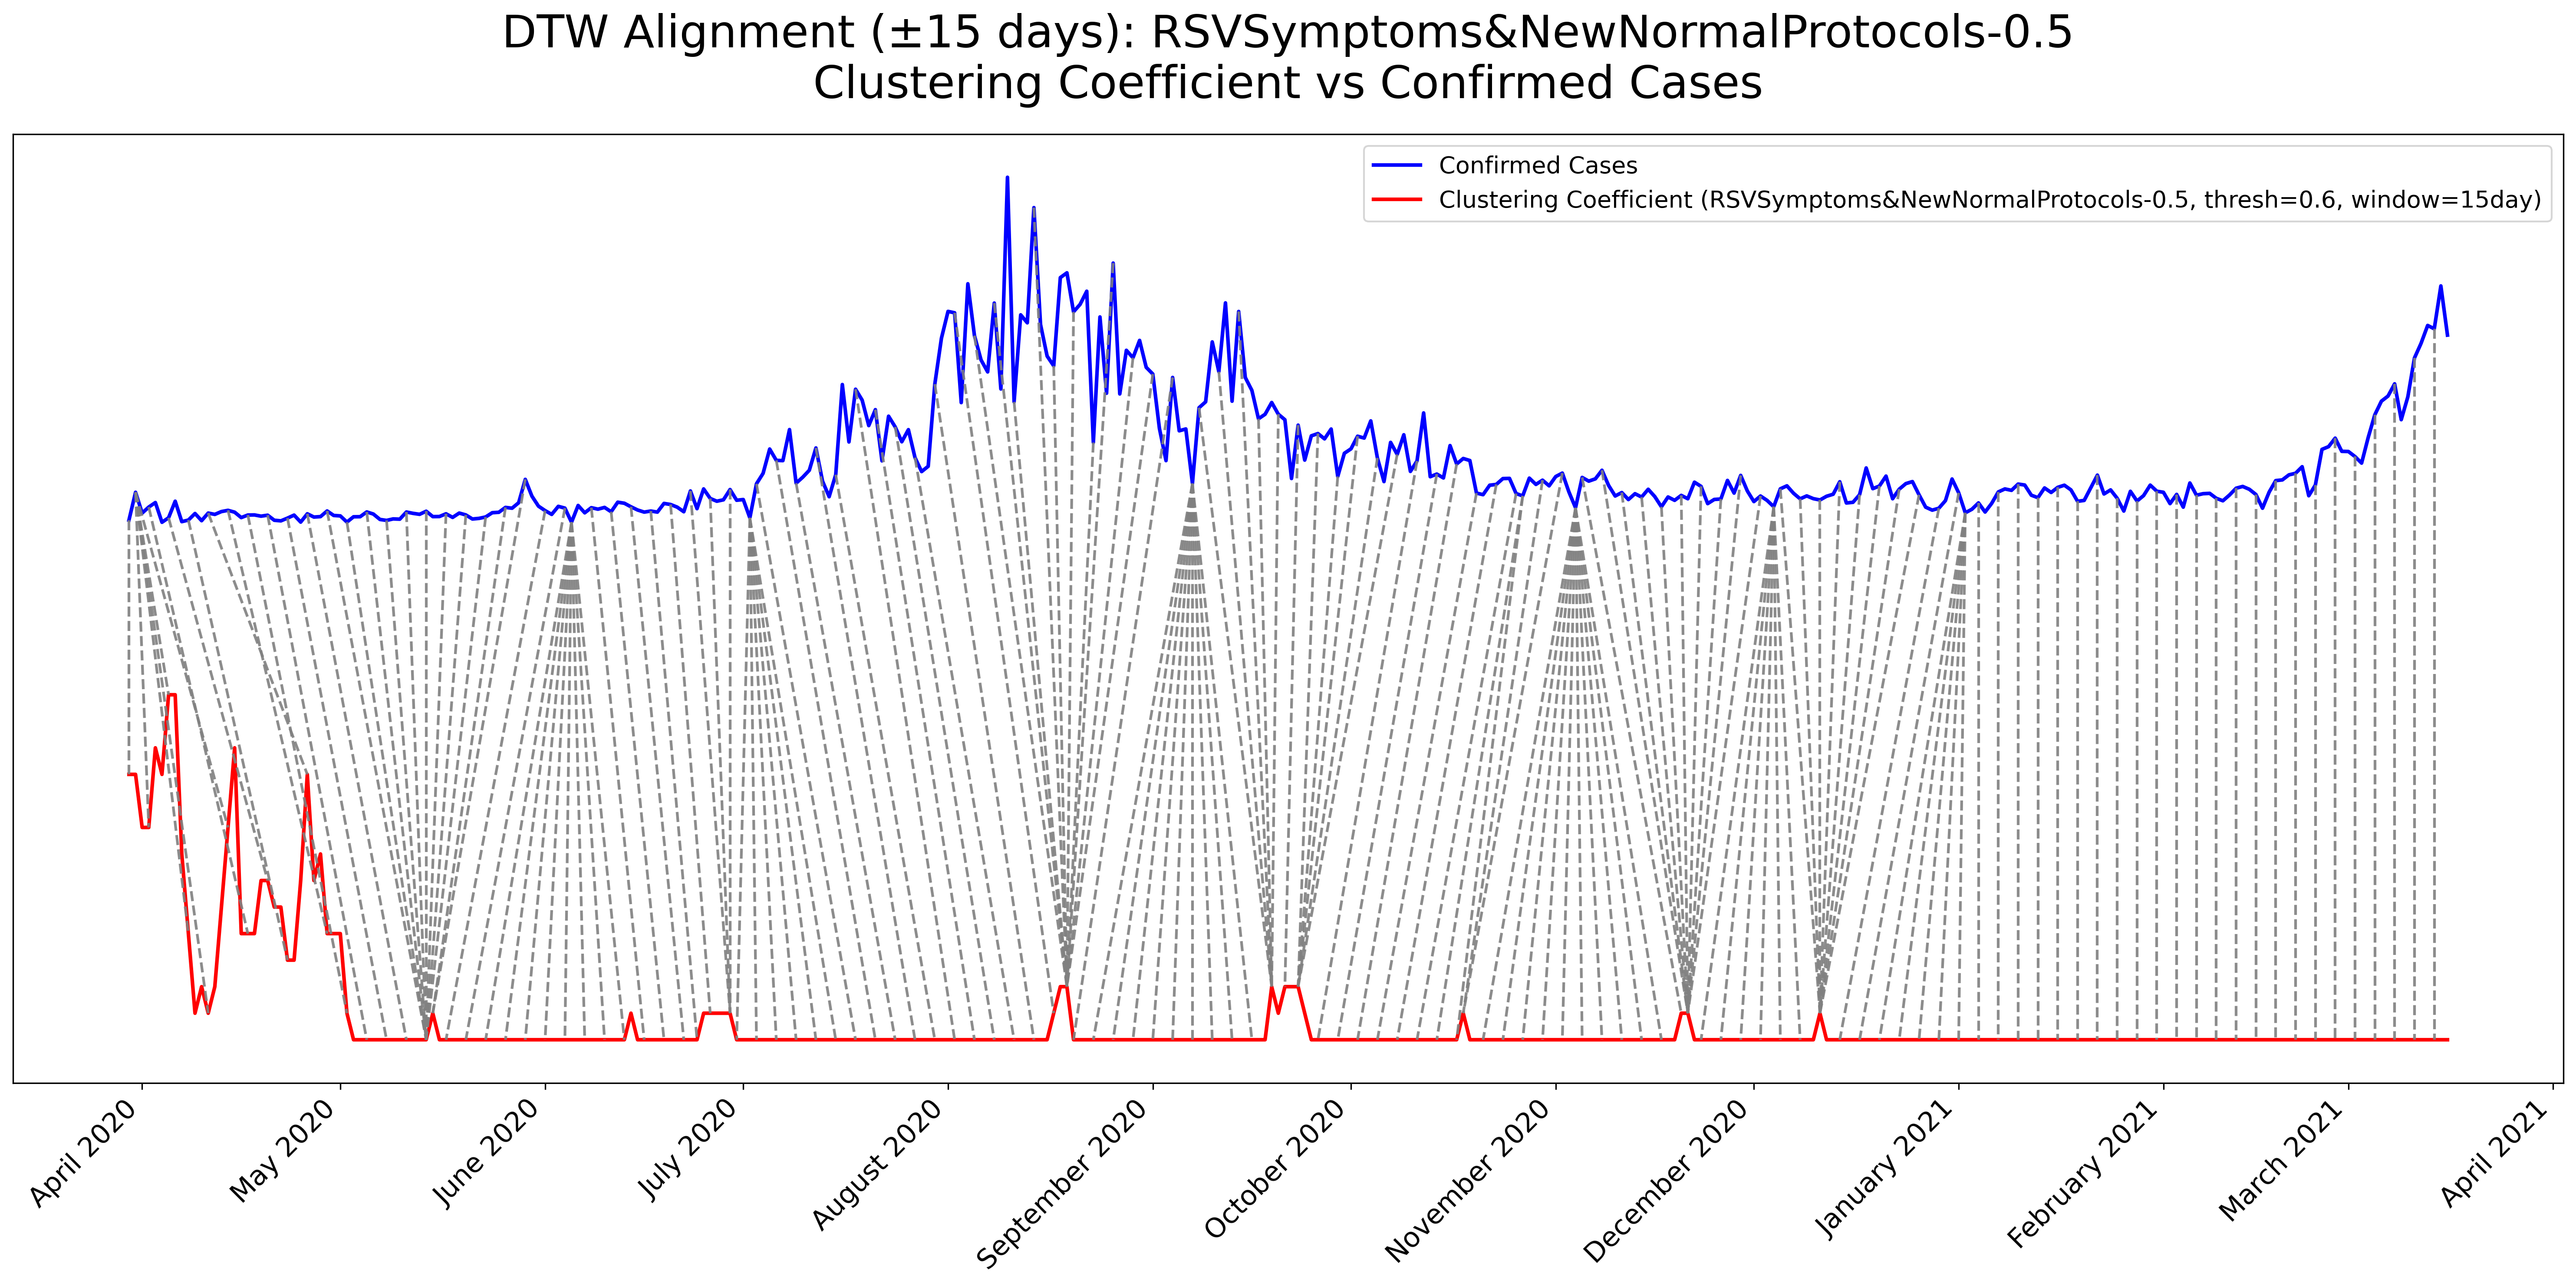 DTW Alignment (±15 days): RSVSymptoms&NewNormalProtocols-0.5
Clustering Coefficient vs Confirmed Cases
Confirmed Cases
Clustering Coefficient (RSVSymptoms&NewNormalProtocols-0.5, thresh=0.6, window=15day)
April 2020
May 2020
June 2020
July 2020
August 2020
September 2020
October 2020
November 2020
December 2020
January 2021
February 2021
March 2021
April 2021